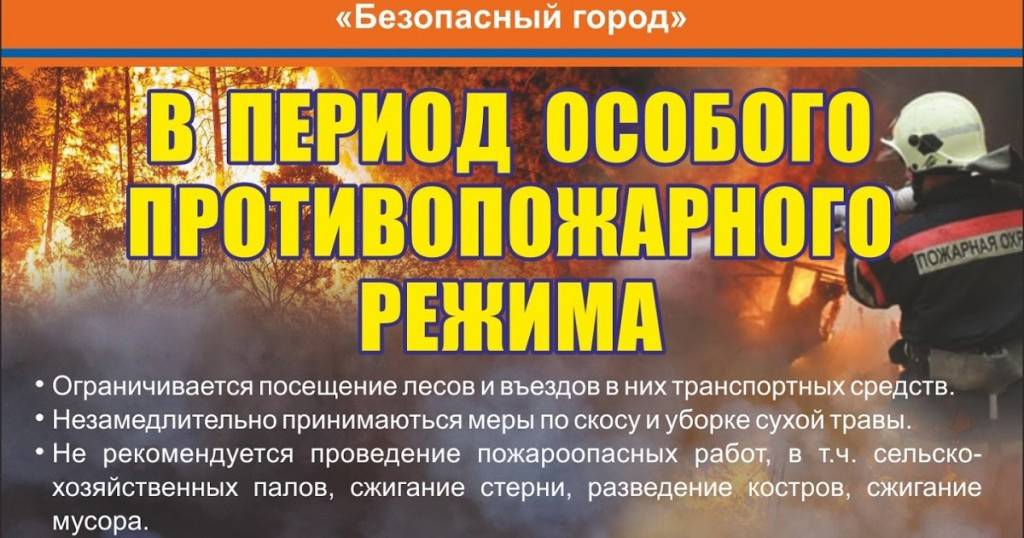 «Безопасный город»
В ПЕРИОД ОСОБОГО
ПРОТИВОПОЖАРНОГО
РЕЖИМА
ПОЖАРНАЯ ОХР
• Ограничивается посещение лесов и въездов в них транспортных средств.
• Незамедлительно принимаються меры по скосу и уборке сухой травы.
• Не рекомендуется проведение пожароопасных работ, в т.ч. сельско-
хозяйственных палов, сжигание стерни, разведение костров, сжигание
мусора.